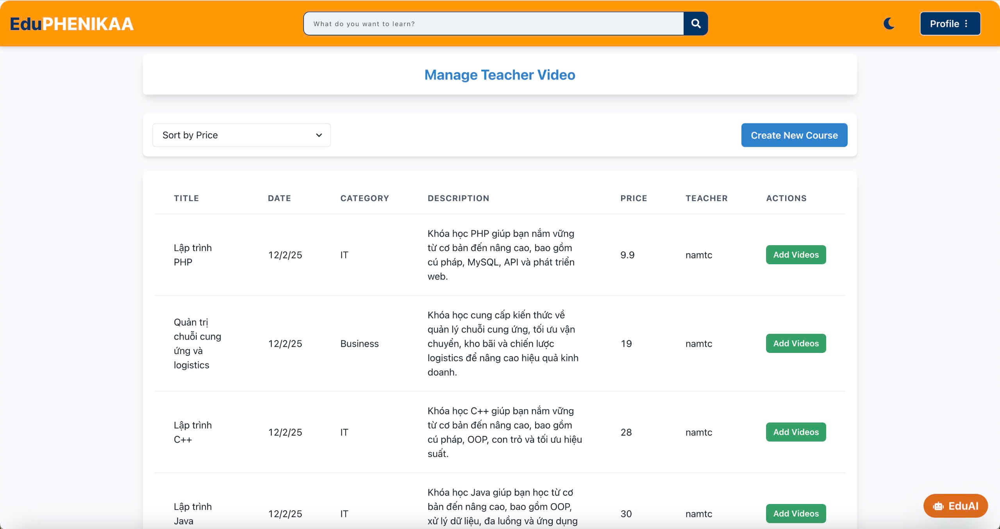 EduPHENIKAA
What do you want to learn?
Profile
Manage Teacher Video
Sort by Price
Create New Course
TITLE DATE CATEGORY DESCRIPTION PRICE TEACHER ACTIONS
Lập trình
PHP
12/2/25
IT
Khóa học PHP giúp bạn nắm vững
từ cơ bản đến nâng cao, bao gồm
cú pháp, MySQL, API và phát triển
web.
9.9
namtc
Add Videos
Quản trị
chuỗi cung
ứng và
logistics
12/2/25
Business
Khóa học cung cấp kiến thức về
quản lý chuỗi cung ứng, tối ưu vận
chuyển, kho bãi và chiến lược
logistics để nâng cao hiệu quả kinh
doanh.
19
namtc
Add Videos
Lập trình
C++
12/2/25
IT
Khóa học C++ giúp bạn nắm vững
từ cơ bản đến nâng cao, bao gồm
cú pháp, OOP, con trỏ và tối ưu hiệu
suất.
28
namtc
Add Videos
Lập trình
Java
12/2/25
IT
Khóa học Java giúp bạn học từ cơ
bản đến nâng cao, bao gồm OOP,
xử lý dữ liệu, đa luồng và ứng dụng
30
namtc
Add Videos
EduAI